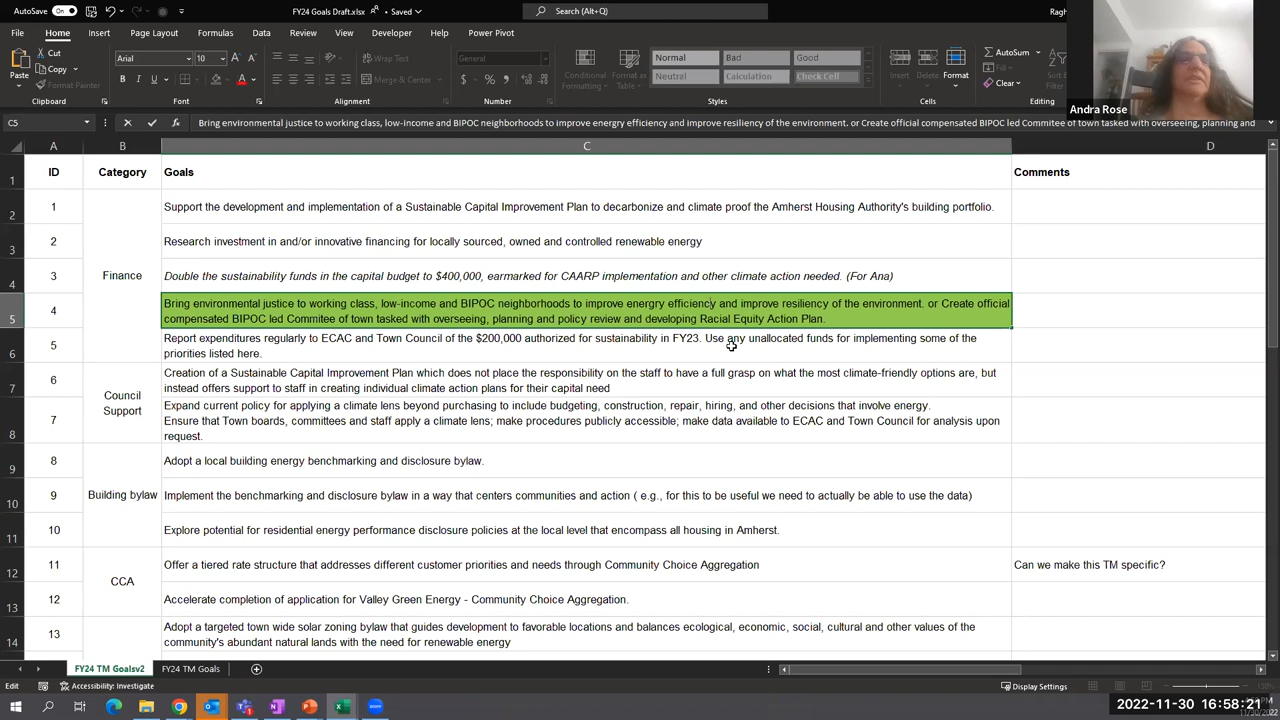 AutoSave On FY24 Goals Draft.xlsx • Saved Search (Alt+Q) Ragh
File Home Insert Page Layout Formulas Data Review View Developer Power Pivot
Paste Cut Copy Format Painter
Arial 10 Wrap Text General
B I U Merge & Center $ %
Conditional Formatting Format as Table
Normal Bad Good
Neutral Calculation Check Cell
Insert Delete Format
AutoSum Fill Clear
Clipboard Font Alignment Number Styles Cells Editing
Andra Rose
C5 Bring environmental justice to working class, low-income and BIPOC neighborhoods to improve energry efficiency and improve resiliency of the environment. or Create official compensated BIPOC led Commitee of town tasked with overseeing, planning and
A B C D
1 ID Category Goals Comments
2 1 Support the development and implementation of a Sustainable Capital Improvement Plan to decarbonize and climate proof the Amherst Housing Authority's building portfolio.
3 2 Research investment in and/or innovative financing for locally sourced, owned and controlled renewable energy
Finance
4 3 Double the sustainability funds in the capital budget to $400,000, earmarked for CAARP implementation and other climate action needed. (For Ana)
5 4 Bring environmental justice to working class, low-income and BIPOC neighborhoods to improve energry efficiency and improve resiliency of the environment. or Create official
compensated BIPOC led Commitee of town tasked with overseeing, planning and policy review and developing Racial Equity Action Plan.
6 5 Report expenditures regularly to ECAC and Town Council of the $200,000 authorized for sustainability in FY23. Use any unallocated funds for implementing some of the
priorities listed here.
7 6 Creation of a Sustainable Capital Improvement Plan which does not place the responsibility on the staff to have a full grasp on what the most climate-friendly options are, but
instead offers support to staff in creating individual climate action plans for their capital need
Council
Support
8 7 Expand current policy for applying a climate lens beyond purchasing to include budgeting, construction, repair, hiring, and other decisions that involve energy.
Ensure that Town boards, committees and staff apply a climate lens; make procedures publicly accessible; make data available to ECAC and Town Council for analysis upon
request.
9 8 Adopt a local building energy benchmarking and disclosure bylaw.
10 9 Building bylaw Implement the benchmarking and disclosure bylaw in a way that centers communities and action ( e.g., for this to be useful we need to actually be able to use the data)
11 10 Explore potential for residential energy performance disclosure policies at the local level that encompass all housing in Amherst.
12 11 Offer a tiered rate structure that addresses different customer priorities and needs through Community Choice Aggregation Can we make this TM specific?
CCA
13 12 Accelerate completion of application for Valley Green Energy - Community Choice Aggregation.
14 13 Adopt a targeted town wide solar zoning bylaw that guides development to favorable locations and balances ecological, economic, social, cultural and other values of the
community's abundant natural lands with the need for renewable energy
FY24 TM Goalsv2 FY24 TM Goals
Edit Accessibility: Investigate Display Settings
2022-11-30 16:58:21